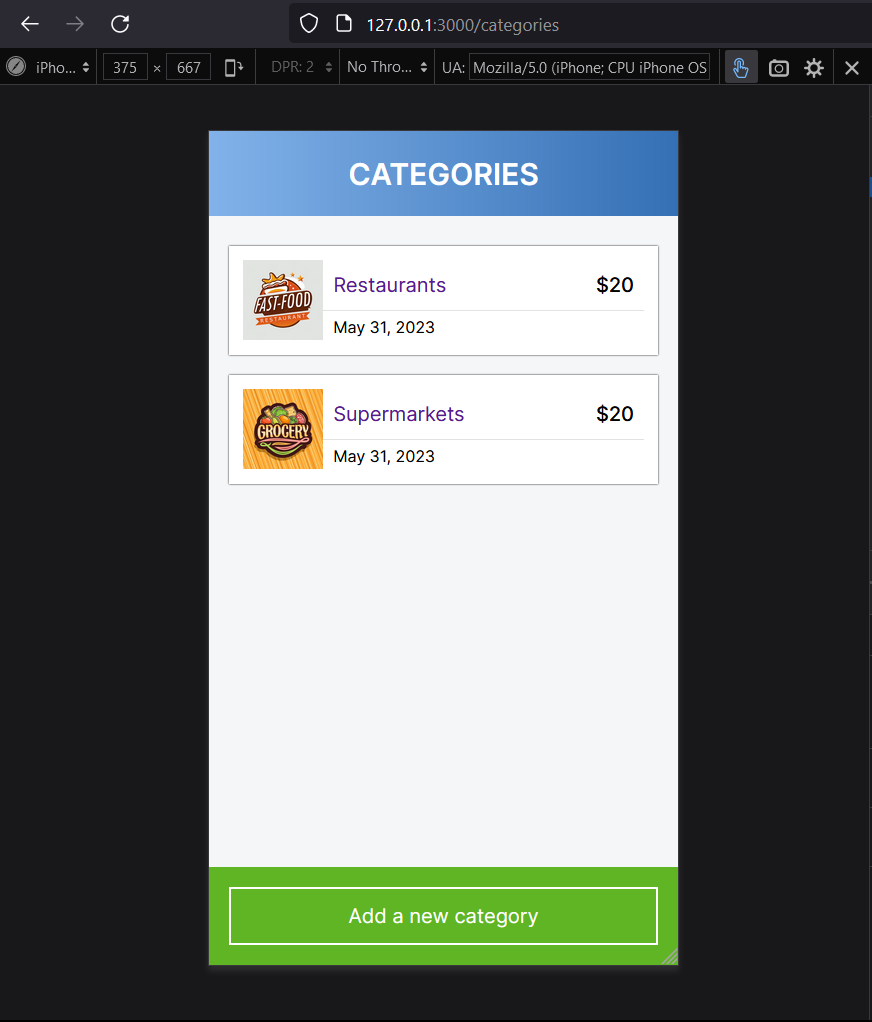 127.0.0.1:3000/categories
iPho... 375 × 667 DPR: 2 No Thro... UA: Mozilla/5.0 (iPhone; CPU iPhone OS
CATEGORIES
FAST-FOOD
RESTAURANT
Restaurants $20
May 31, 2023
GROCERY
Supermarkets $20
May 31, 2023
Add a new category